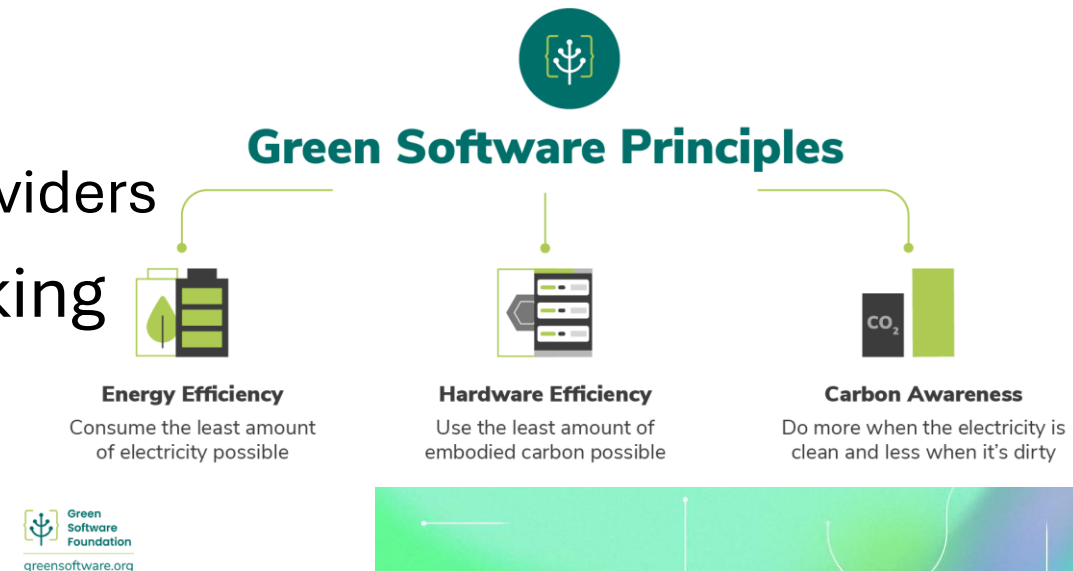 Green Software Principles
viders
king
CO₂
Energy Efficiency
Consume the least amount
of electricity possible
Hardware Efficiency
Use the least amount of
embodied carbon possible
Carbon Awareness
Do more when the electricity is
clean and less when it's dirty
Green
Software
Foundation
greensoftware.org